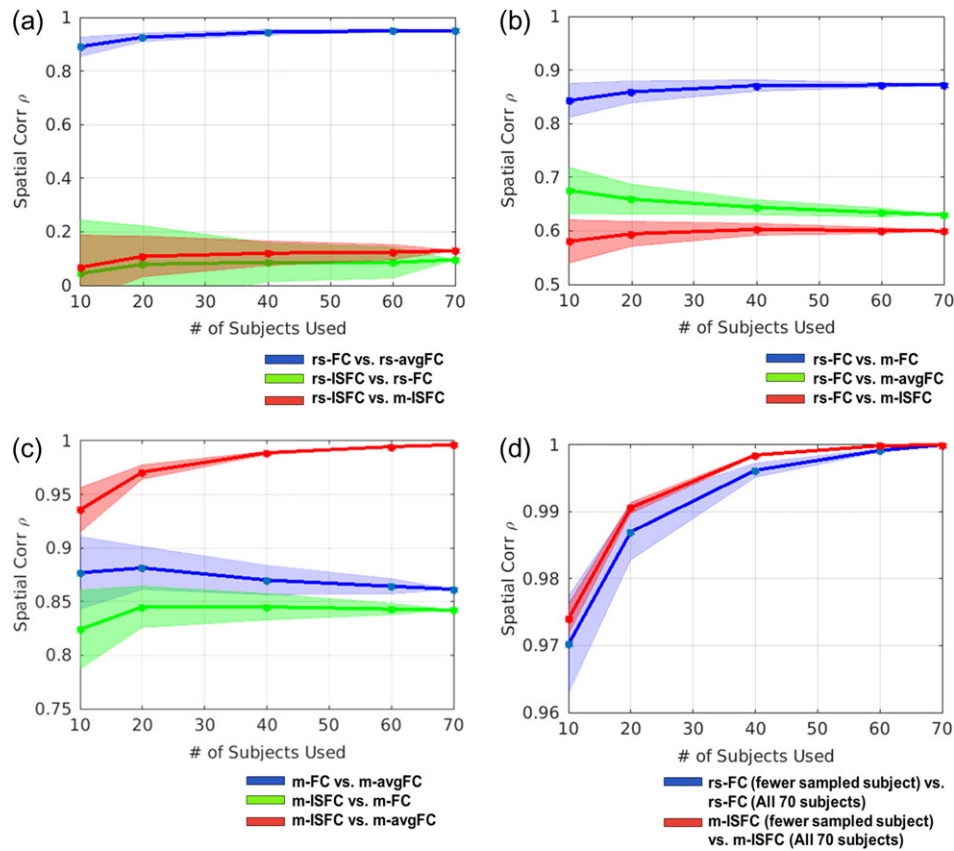 (a)
Spatial Corr ρ
1
0.8
0.6
0.4
0.2
0
10 20 30 40 50 60 70
# of Subjects Used
rs-FC vs. rs-avgFC
rs-ISFC vs. rs-FC
rs-ISFC vs. m-ISFC
(b)
Spatial Corr ρ
1
0.9
0.8
0.7
0.6
0.5
10 20 30 40 50 60 70
# of Subjects Used
rs-FC vs. m-FC
rs-FC vs. m-avgFC
rs-FC vs. m-ISFC
(c)
Spatial Corr ρ
1
0.95
0.9
0.85
0.8
0.75
10 20 30 40 50 60 70
# of Subjects Used
m-FC vs. m-avgFC
m-ISFC vs. m-FC
m-ISFC vs. m-avgFC
(d)
Spatial Corr ρ
1
0.99
0.98
0.97
0.96
10 20 30 40 50 60 70
# of Subjects Used
rs-FC (fewer sampled subject) vs.
rs-FC (All 70 subjects)
m-ISFC (fewer sampled subject)
vs. m-ISFC (All 70 subjects)